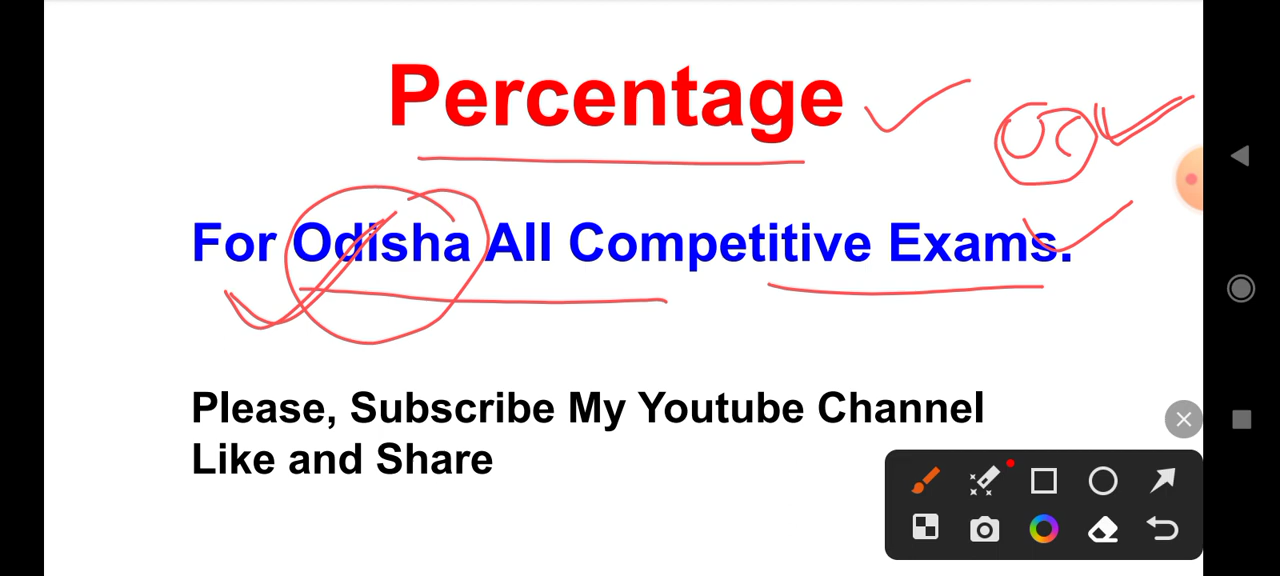 Percentage
For Odisha All Competitive Exams.
Please, Subscribe My Youtube Channel
Like and Share